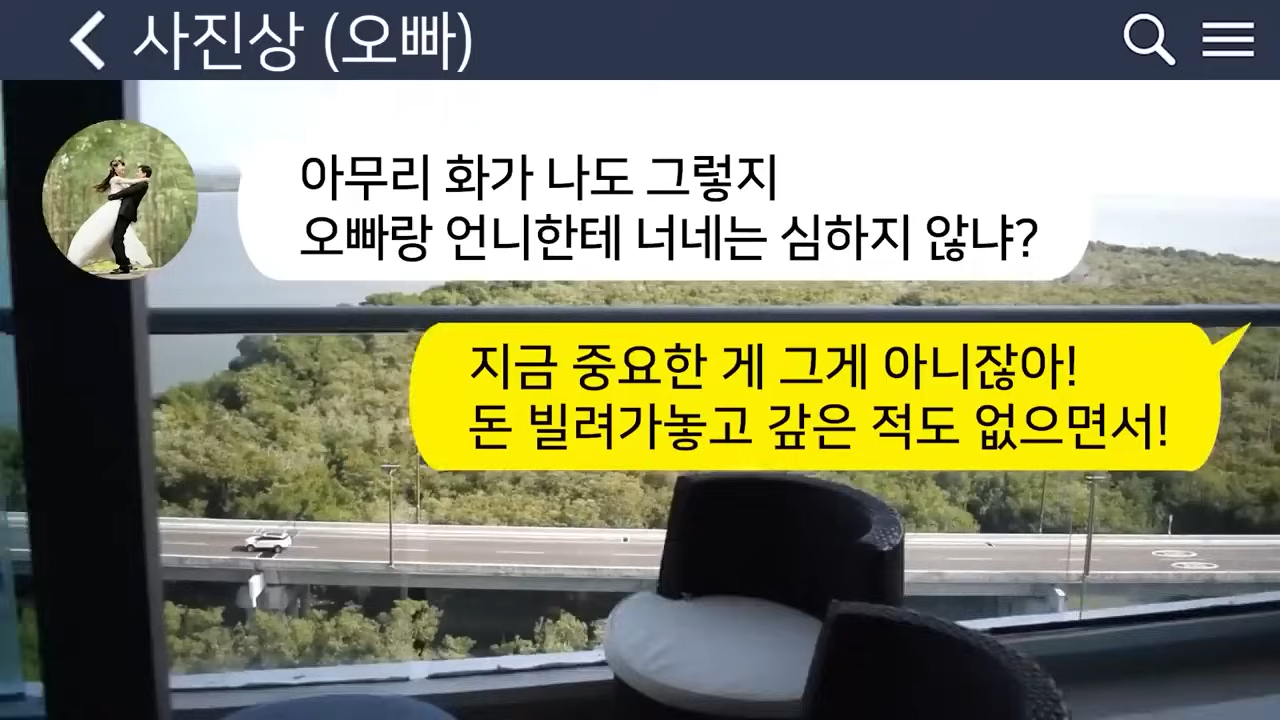 사진상 (오빠)
아무리 화가 나도 그렇지
오빠랑 언니한테 너네는 심하지 않냐?
지금 중요한 게 그게 아니잖아!
돈 빌려가놓고 갚은 적도 없으면서!